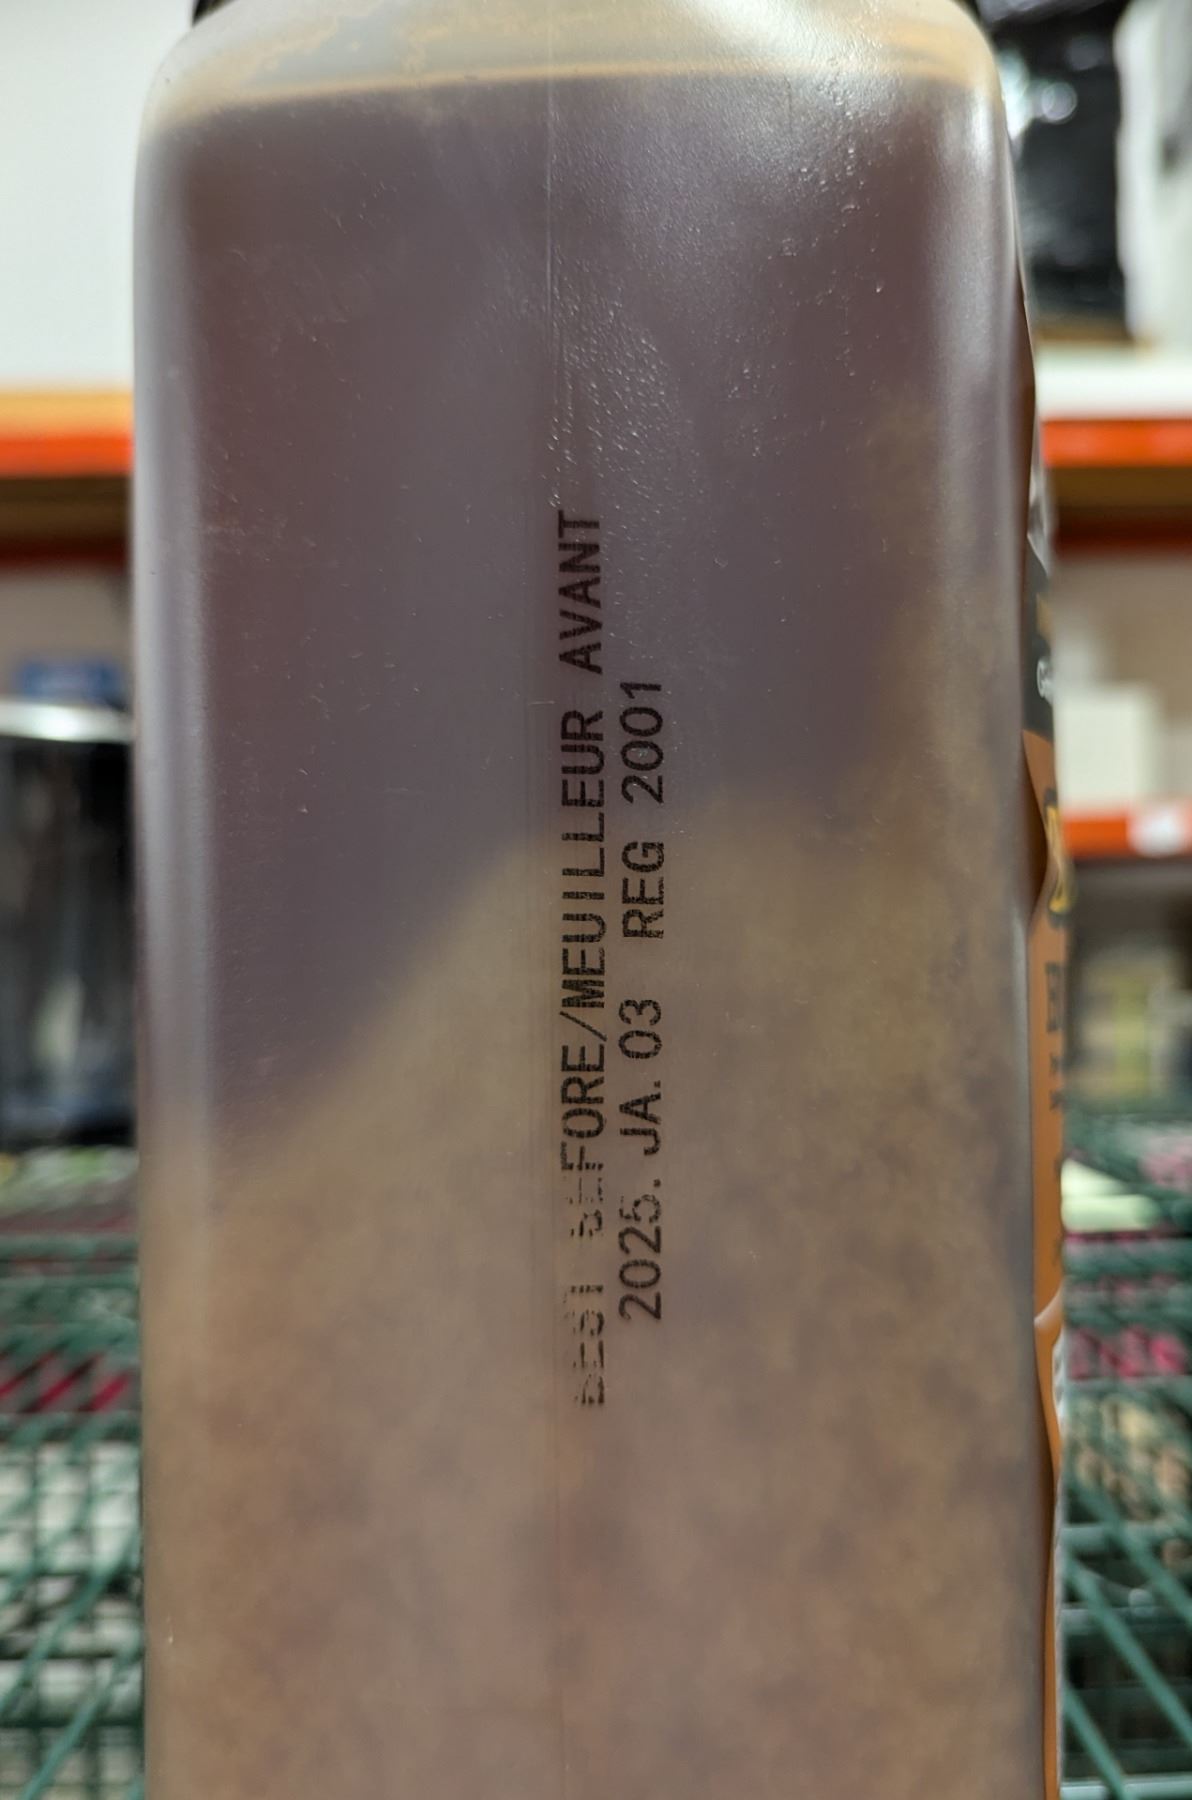 BEST BEFORE/MEUILLEUR AVANT
2025. JA. 03 REG 2001